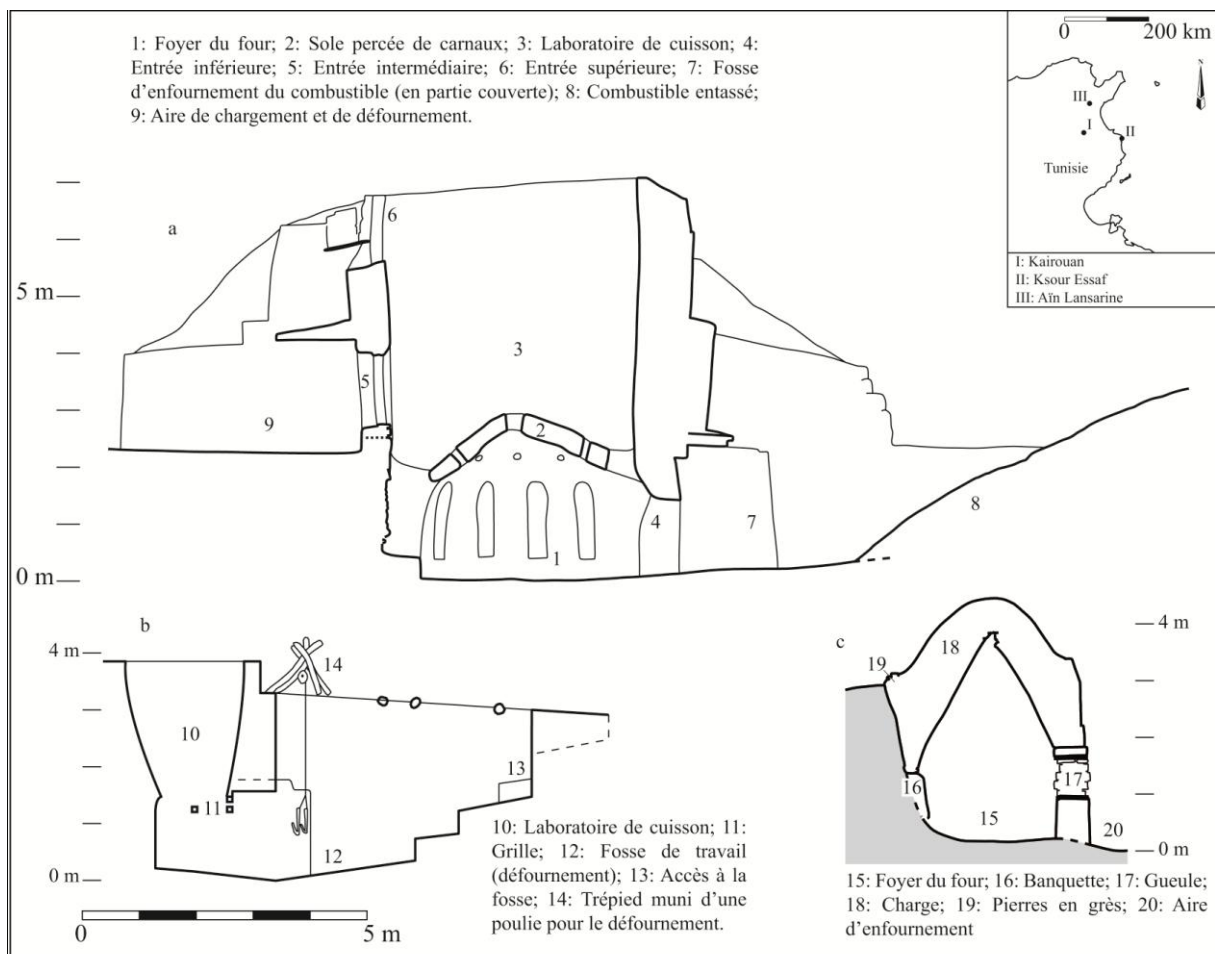 1: Foyer du four; 2: Sole percée de carnaux; 3: Laboratoire de cuisson; 4:
Entrée inférieure; 5: Entrée intermédiaire; 6: Entrée supérieure; 7: Fosse
d'enfournement du combustible (en partie couverte); 8: Combustible entassé;
9: Aire de chargement et de défournement.
0 200 km
N
III
I
II
Tunisie
I: Kairouan
II: Ksour Essaf
III: Aïn Lansarine
a
6
5 m
3
5
9
2
8
4
7
1
0 m
b
4 m
14
10
13
11
12
0 m
0 5 m
10: Laboratoire de cuisson; 11:
Grille; 12: Fosse de travail
(défournement); 13: Accès à la
fosse; 14: Trépied muni d'une
poulie pour le défournement.
c
4 m
18
19
17
16
15
20
0 m
15: Foyer du four; 16: Banquette; 17: Gueule;
18: Charge; 19: Pierres en grès; 20: Aire
d'enfournement